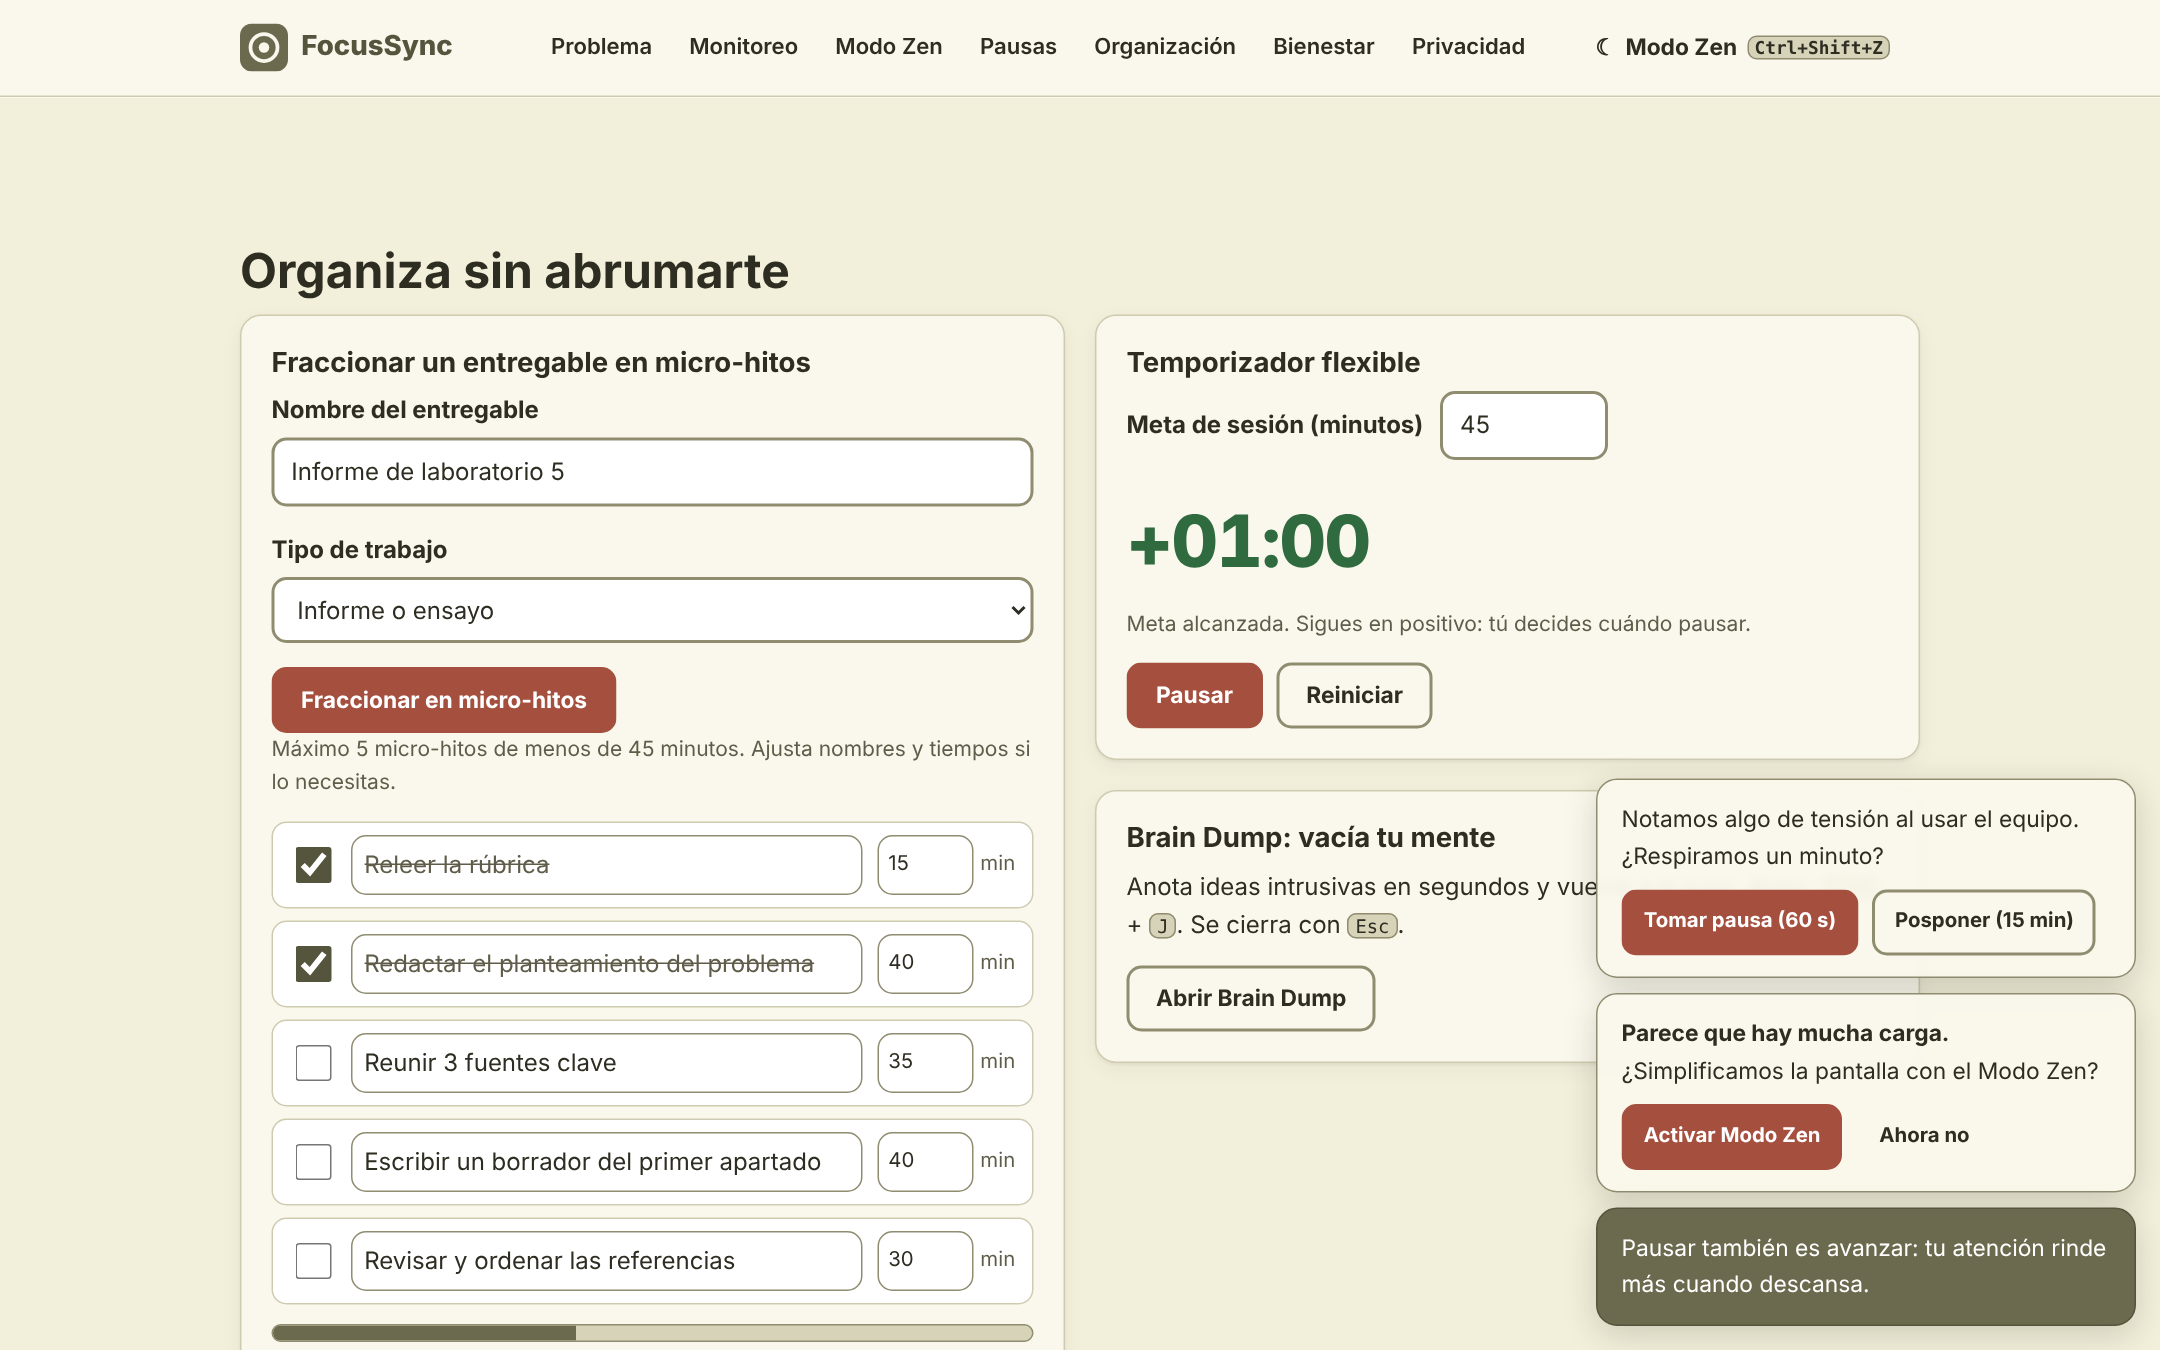 FocusSync
Problema
Monitoreo
Modo Zen
Pausas
Organización
Bienestar
Privacidad
Modo Zen Ctrl+Shift+Z
Organiza sin abrumarte
Fraccionar un entregable en micro-hitos
Nombre del entregable
Informe de laboratorio 5
Tipo de trabajo
Informe o ensayo
Fraccionar en micro-hitos
Máximo 5 micro-hitos de menos de 45 minutos. Ajusta nombres y tiempos si
lo necesitas.
Releer la rúbrica 15 min
Redactar el planteamiento del problema 40 min
Reunir 3 fuentes clave 35 min
Escribir un borrador del primer apartado 40 min
Revisar y ordenar las referencias 30 min
Temporizador flexible
Meta de sesión (minutos) 45
+01:00
Meta alcanzada. Sigues en positivo: tú decides cuándo pausar.
Pausar
Reiniciar
Brain Dump: vacía tu mente
Anota ideas intrusivas en segundos y vue
+ J. Se cierra con Esc.
Abrir Brain Dump
Notamos algo de tensión al usar el equipo.
¿Respiramos un minuto?
Tomar pausa (60 s)
Posponer (15 min)
Parece que hay mucha carga.
¿Simplificamos la pantalla con el Modo Zen?
Activar Modo Zen
Ahora no
Pausar también es avanzar: tu atención rinde
más cuando descansa.